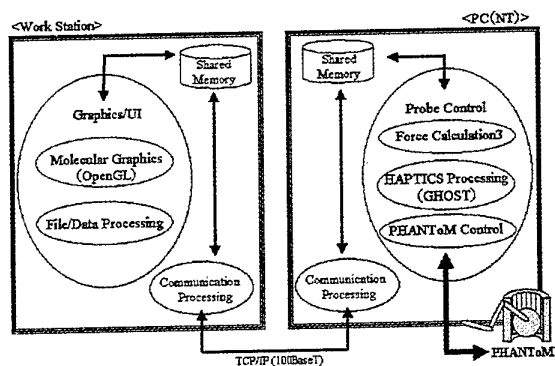 <Work Station>
Shared
Memory
Graphics/UI
Molecular Graphics
(OpenGL)
File/Data Processing
Communication
Processing
<PC(NT)>
Shared
Memory
Probe Control
Force Calculation3
HAPTICS Processing
(GHOST)
PHANToM Control
Communication
Processing
TCP/IP (100BaseT)
PHANToM